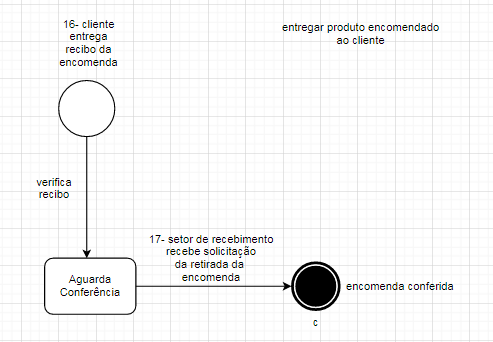 16- cliente
entrega
recibo da
encomenda
entregar produto encomendado
ao cliente
verifica
recibo
Aguarda
Conferência
17- setor de recebimento
recebe solicitação
da retirada da
encomenda
encomenda conferida
c